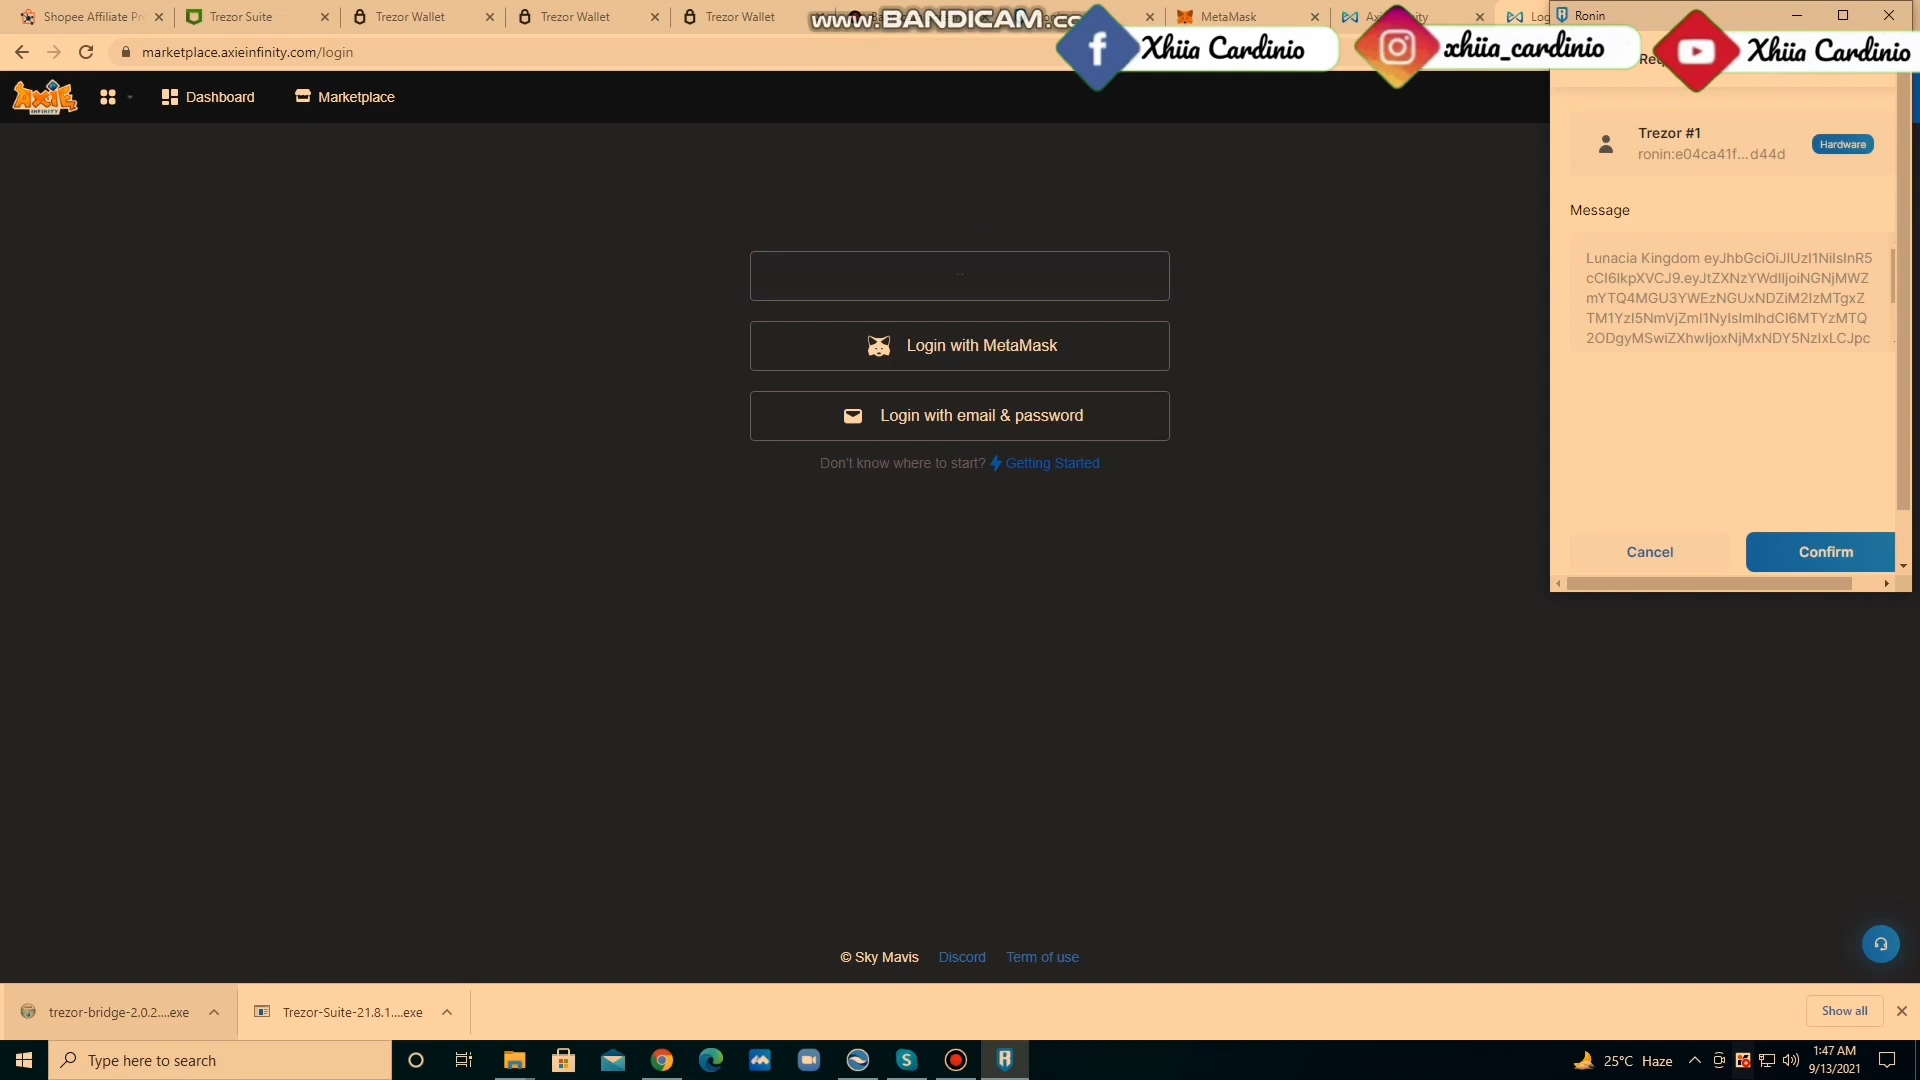 Shopee Affiliate Pr
Trezor Suite
Trezor Wallet
Trezor Wallet
Trezor Wallet
www.BANDICAM.co
MetaMask
Axi
Log
Ronin
marketplace.axieinfinity.com/login
Xhiia Cardinio
xhiia_cardinio
Xhiia Cardinio
AXIE
INFINITY
Dashboard
Marketplace
Trezor #1
ronin:e04ca41f...d44d
Hardware
Message
Lunacia Kingdom eyJhbGciOiJIUzI1NiIsInR5
cCI6IkpXVCJ9.eyJtZXNzYWdlIjoiNGNjMWZ
mYTQ4MGU3YWEzNGUxNDZiM2IzMTgxZ
TM1YzI5NmVjZmI1NyIsImlhdCI6MTYzMTQ
2ODgyMSwiZXhwIjoxNjMxNDY5NzIxLCJpc
Cancel
Confirm
Login with MetaMask
Login with email & password
Don't know where to start? Getting Started
© Sky Mavis
Discord
Term of use
trezor-bridge-2.0.2....exe
Trezor-Suite-21.8.1....exe
Show all
Type here to search
25°C Haze
1:47 AM
9/13/2021